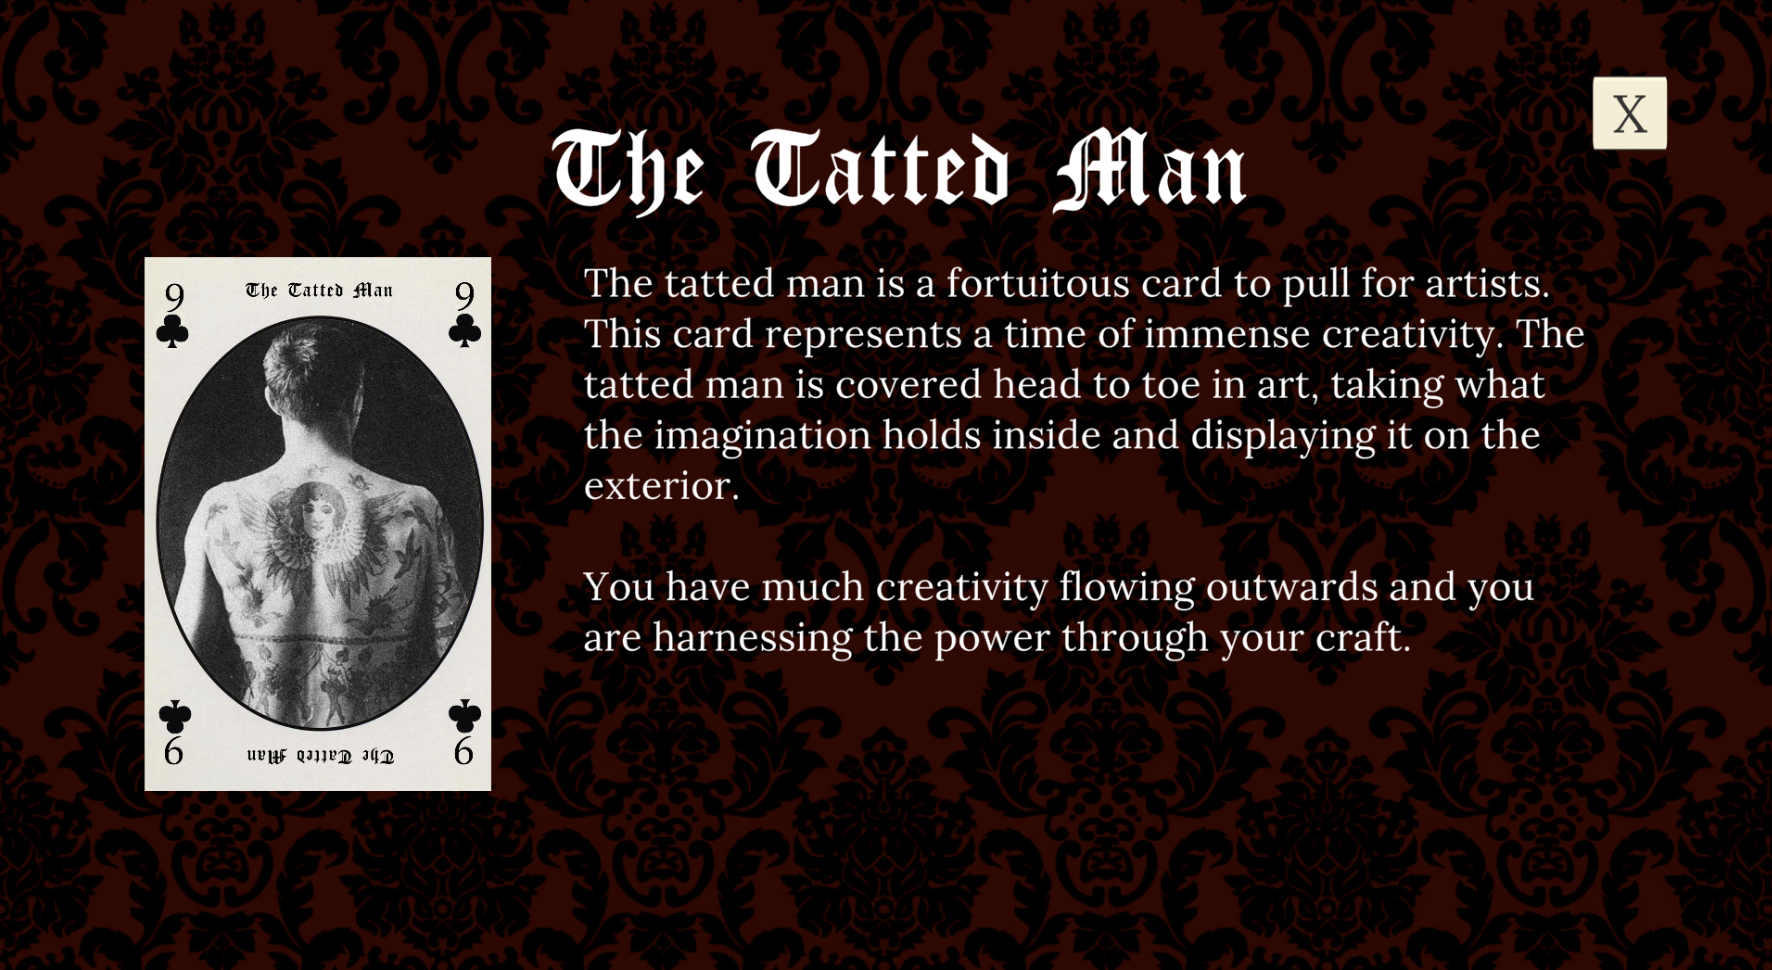 X
The Tatted Man
9 The Tatted Man 9
The tatted man is a fortuitous card to pull for artists.
This card represents a time of immense creativity. The
tatted man is covered head to toe in art, taking what
the imagination holds inside and displaying it on the
exterior.
You have much creativity flowing outwards and you
are harnessing the power through your craft.
9 The Tatted Man 9